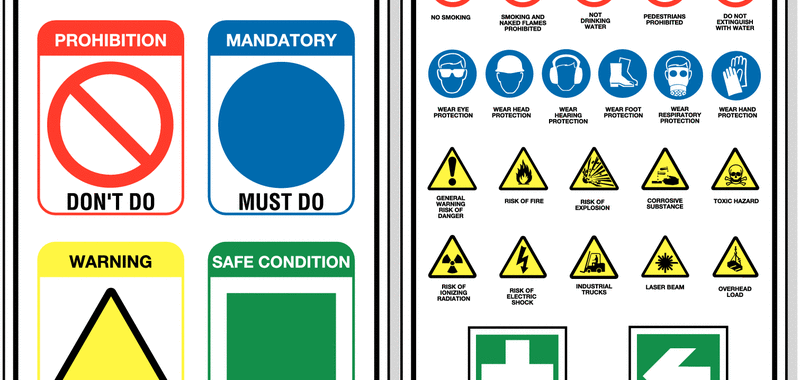 PROHIBITION
DON'T DO
MANDATORY
MUST DO
WARNING
SAFE CONDITION
NO SMOKING
SMOKING AND
NAKED FLAMES
PROHIBITED
NOT
DRINKING
WATER
PEDESTRIANS
PROHIBITED
DO NOT
EXTINGUISH
WITH WATER
WEAR EYE
PROTECTION
WEAR HEAD
PROTECTION
WEAR
HEARING
PROTECTION
WEAR FOOT
PROTECTION
WEAR
RESPIRATORY
PROTECTION
WEAR HAND
PROTECTION
GENERAL
WARNING
RISK OF
DANGER
RISK OF FIRE
RISK OF
EXPLOSION
CORROSIVE
SUBSTANCE
TOXIC HAZARD
RISK OF
IONIZING
RADIATION
RISK OF
ELECTRIC
SHOCK
INDUSTRIAL
TRUCKS
LASER BEAM
OVERHEAD
LOAD